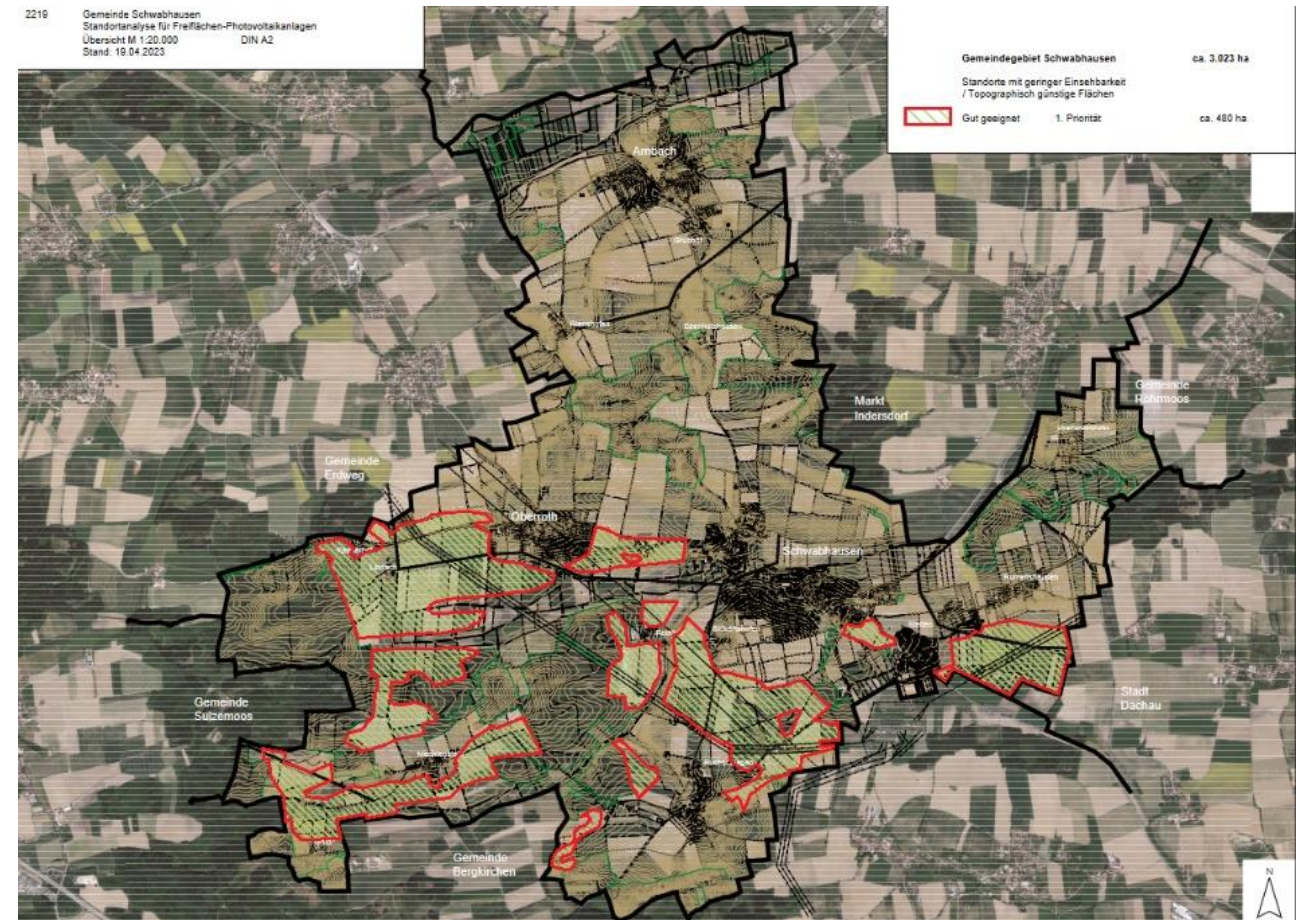 2219 Gemeinde Schwabhausen
Standortanalyse für Freiflächen-Photovoltaikanlagen
Übersicht M 1:20.000 DIN A2
Stand: 19.04.2023
Gemeindegebiet Schwabhausen ca. 3.023 ha
Standorte mit geringer Einsehbarkeit
/ Topographisch günstige Flächen
Gut geeignet 1. Priorität ca. 480 ha
Arnbach
Markt
Indersdorf
Gemeinde
Röhrmoos
Gemeinde
Erdweg
Oberroth
Schwabhausen
Rumeltshausen
Gemeinde
Sulzemoos
Stadt
Dachau
Gemeinde
Bergkirchen
N